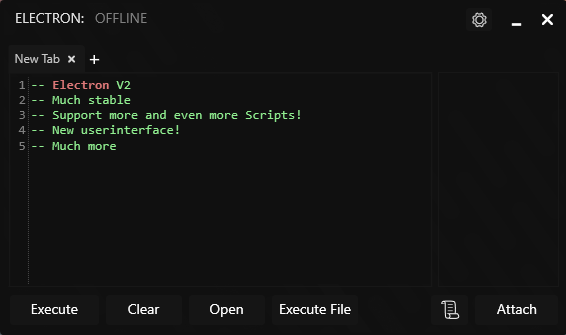 ELECTRON: OFFLINE
New Tab
1 -- Electron V2
2 -- Much stable
3 -- Support more and even more Scripts!
4 -- New userinterface!
5 -- Much more
Execute Clear Open Execute File Attach